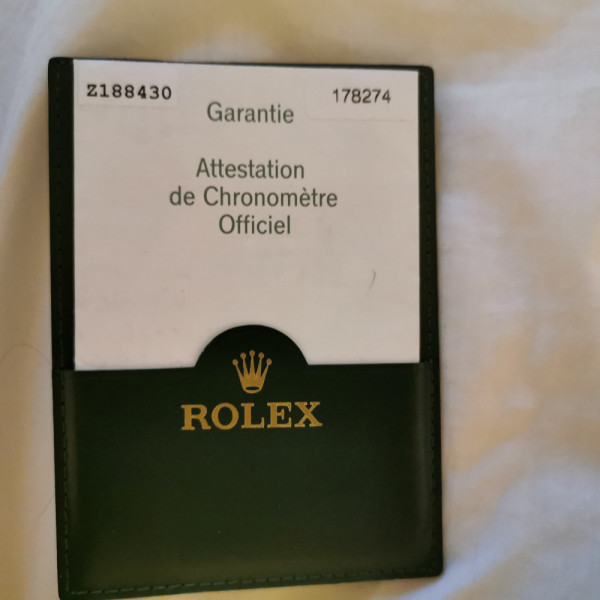 Z188430
178274
Garantie
Attestation
de Chronomètre
Officiel
ROLEX